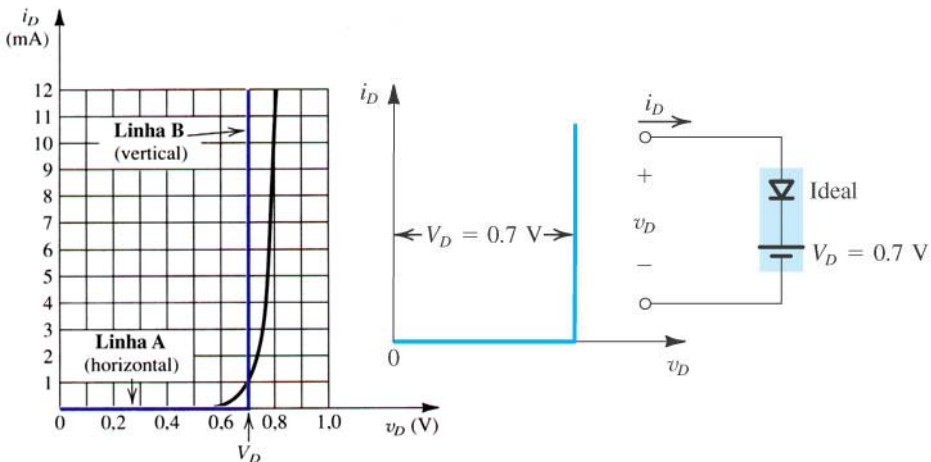 i_D
(mA)
12
11
10
9
8
7
6
5
4
3
2
1
Linha B
(vertical)
Linha A
(horizontal)
0
0,2
0,4
0,6
0,8
1,0
v_D (V)
V_D
i_D
V_D = 0.7 V
0
v_D
i_D
+
v_D
−
Ideal
V_D = 0.7 V